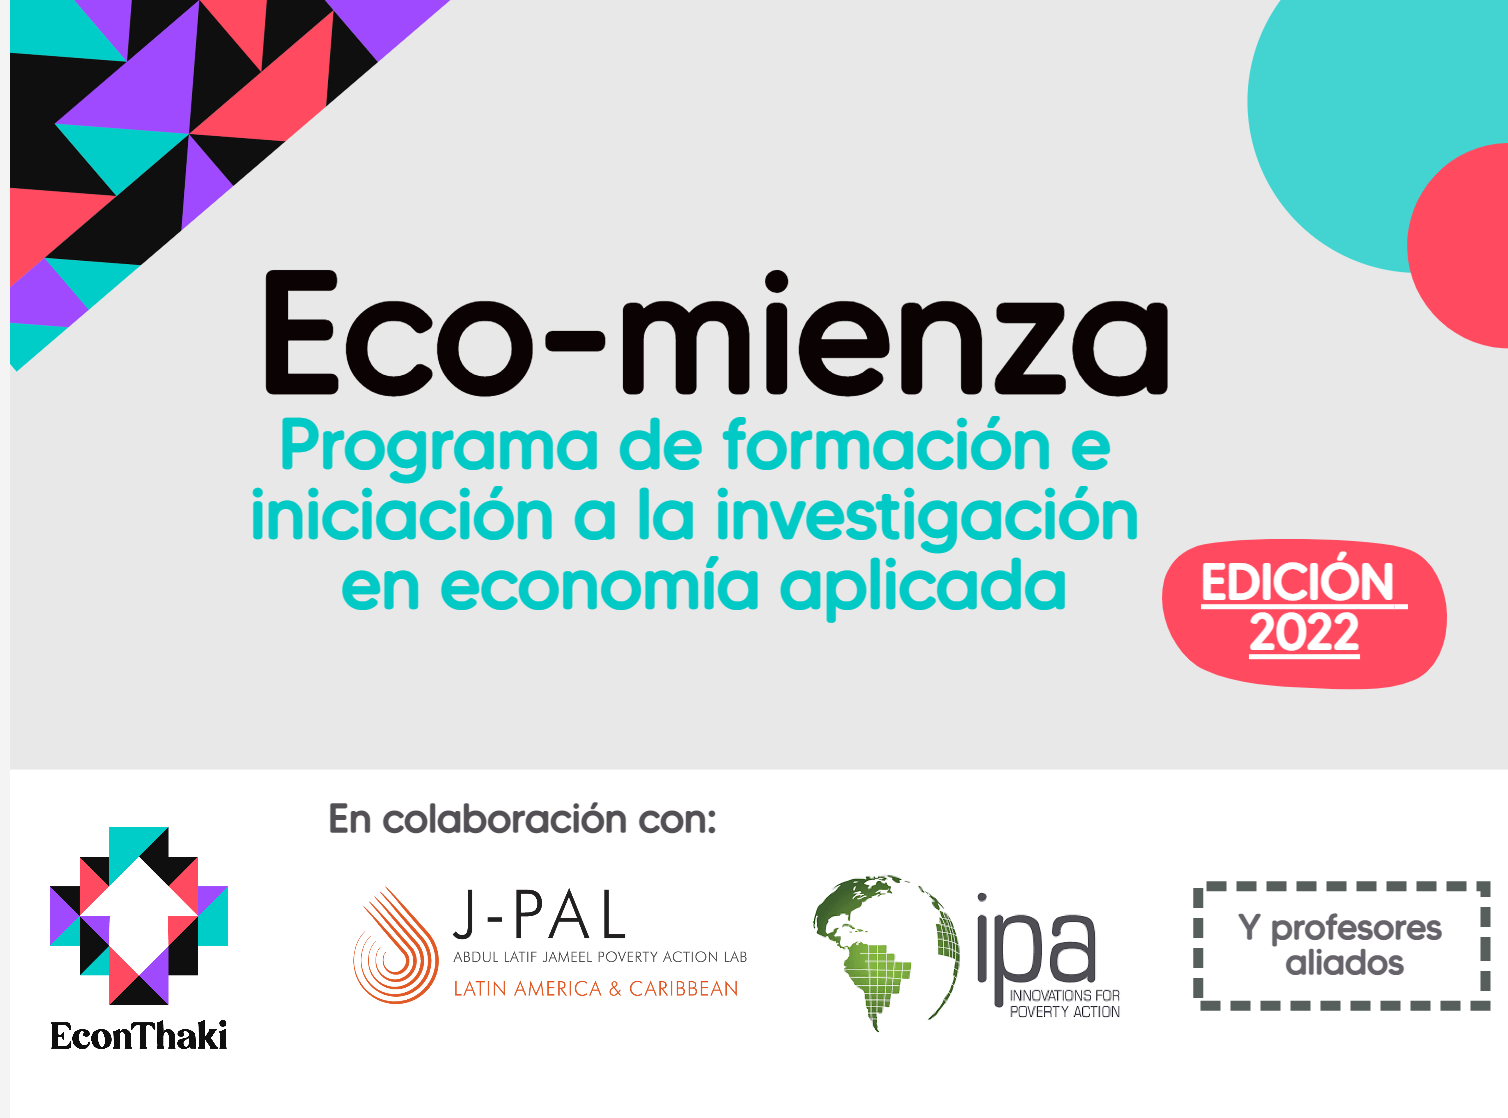 Eco-mienza
Programa de formación e
iniciación a la investigación
en economía aplicada
EDICIÓN
2022
En colaboración con:
EconThaki
J-PAL
ABDUL LATIF JAMEEL POVERTY ACTION LAB
LATIN AMERICA & CARIBBEAN
ipa
INNOVATIONS FOR
POVERTY ACTION
Y profesores
aliados